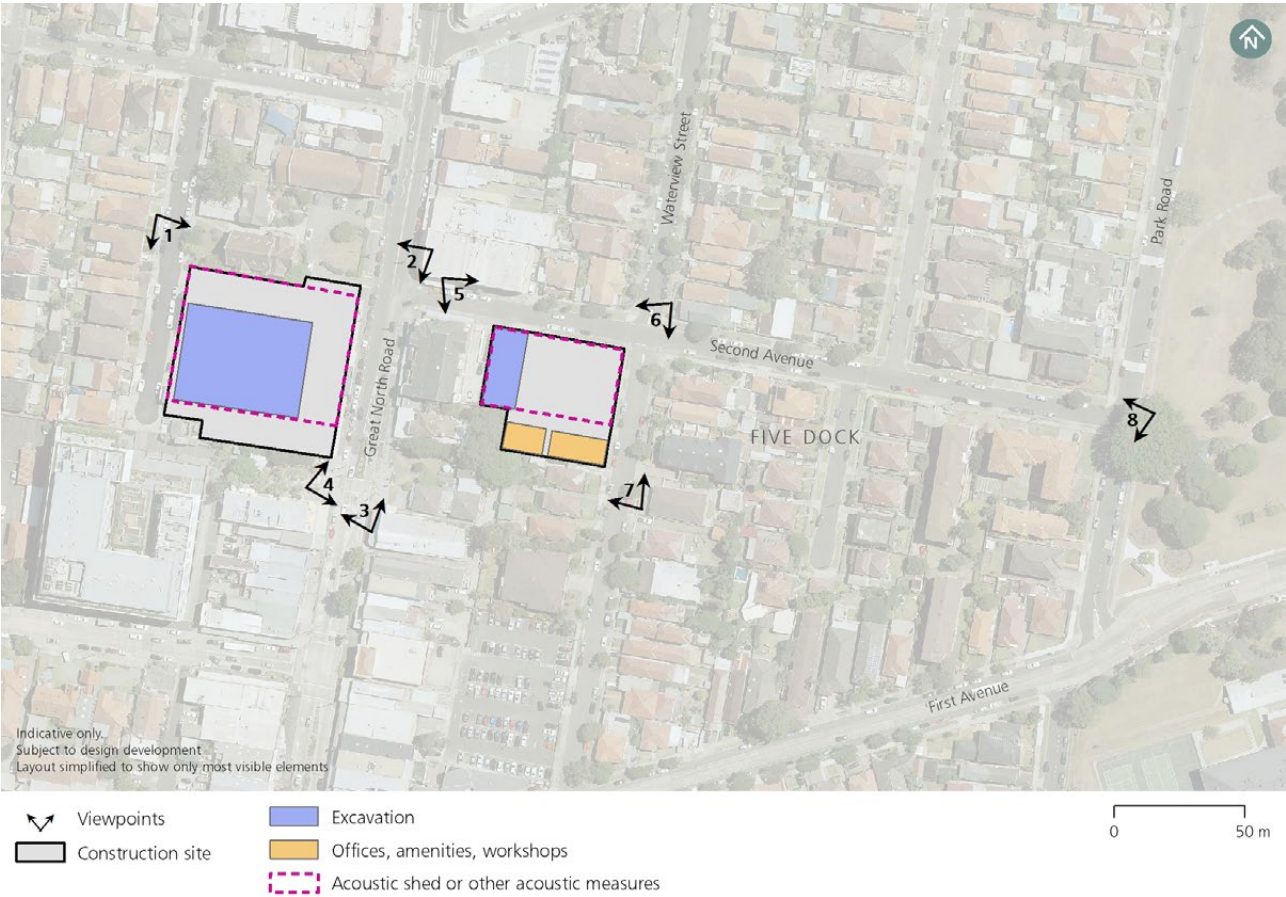 N
Waterview Street
Park Road
1
2
5
6
Second Avenue
Great North Road
8
FIVE DOCK
4
7
3
First Avenue
Indicative only.
Subject to design development
Layout simplified to show only most visible elements
Viewpoints
Construction site
Excavation
Offices, amenities, workshops
Acoustic shed or other acoustic measures
0
50 m